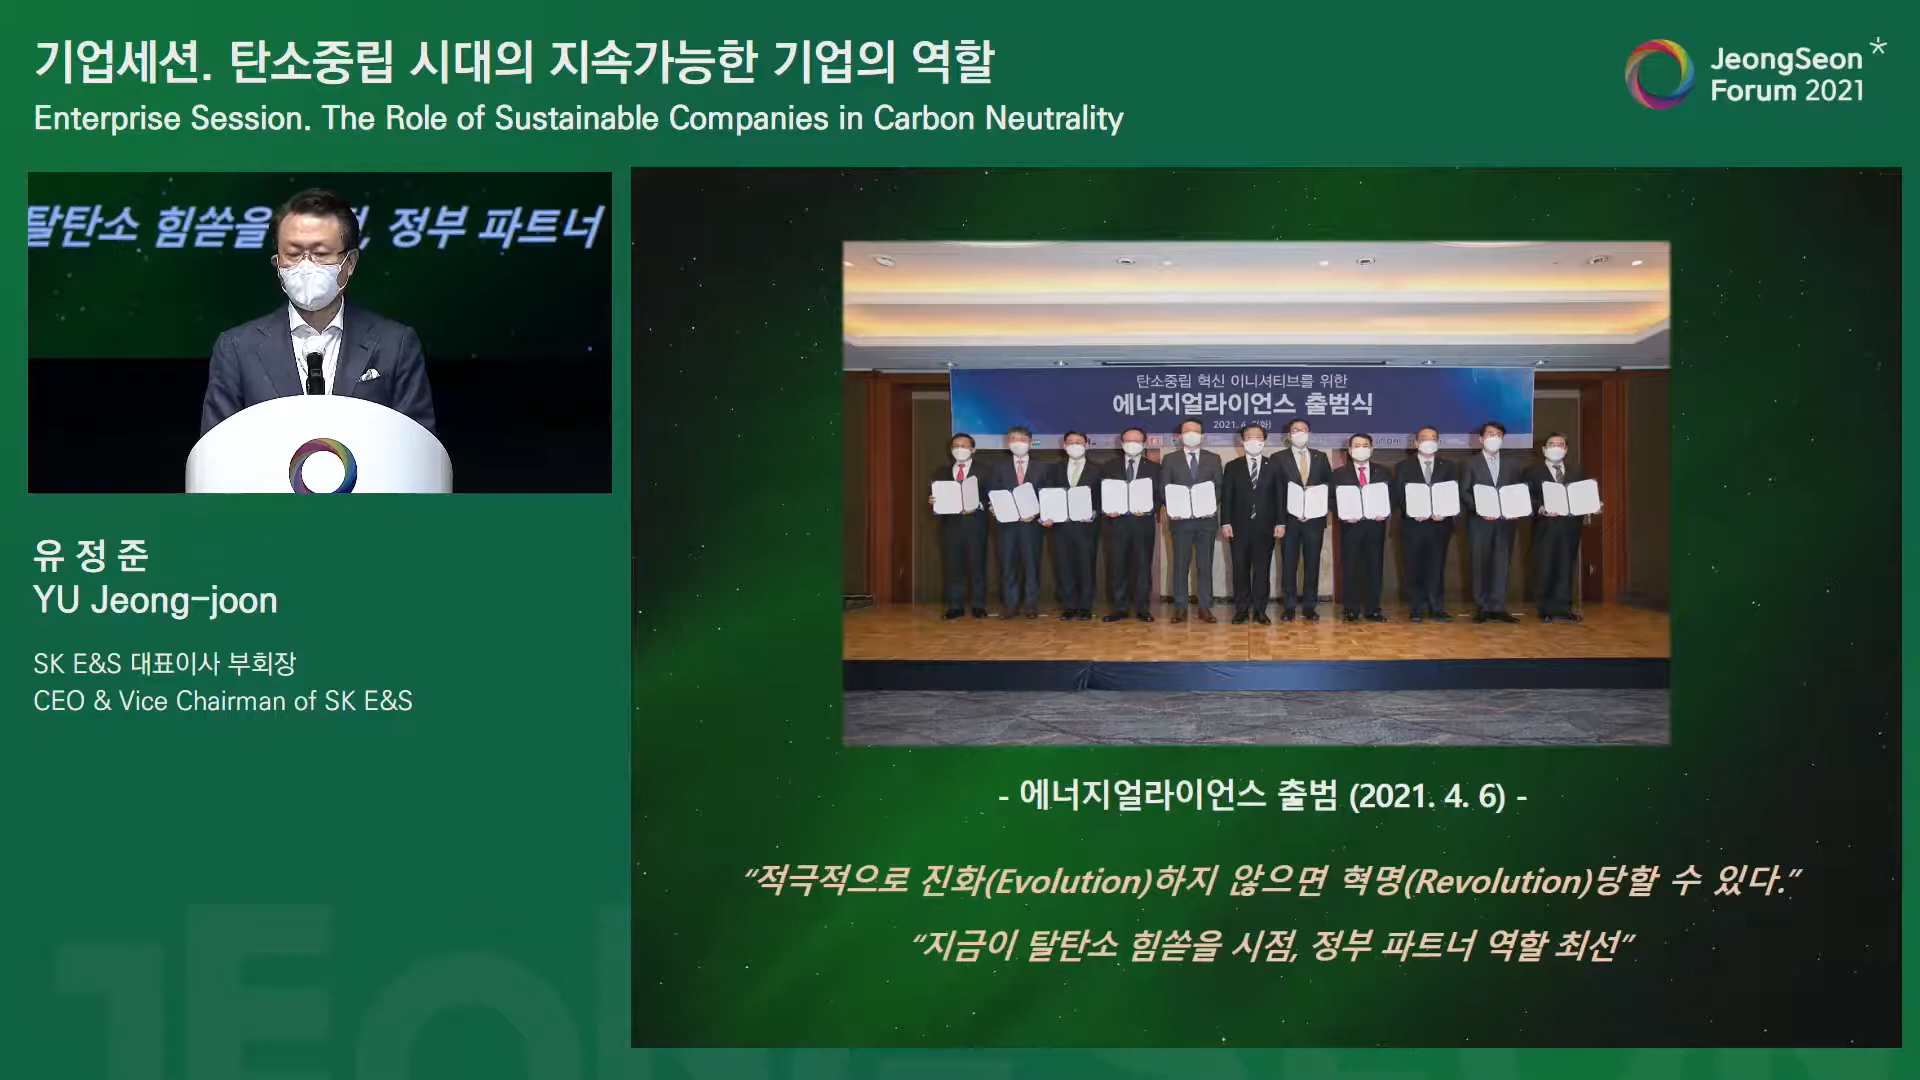 기업세션. 탄소중립 시대의 지속가능한 기업의 역할
Enterprise Session. The Role of Sustainable Companies in Carbon Neutrality
JeongSeon*
Forum 2021
탈탄소 힘쏟을 , 정부 파트너
유 정 준
YU Jeong-joon
SK E&S 대표이사 부회장
CEO & Vice Chairman of SK E&S
탄소중립 혁신 이니셔티브를 위한
에너지얼라이언스 출범식
- 에너지얼라이언스 출범 (2021. 4. 6) -
“적극적으로 진화(Evolution)하지 않으면 혁명(Revolution)당할 수 있다.”
“지금이 탈탄소 힘쏟을 시점, 정부 파트너 역할 최선”